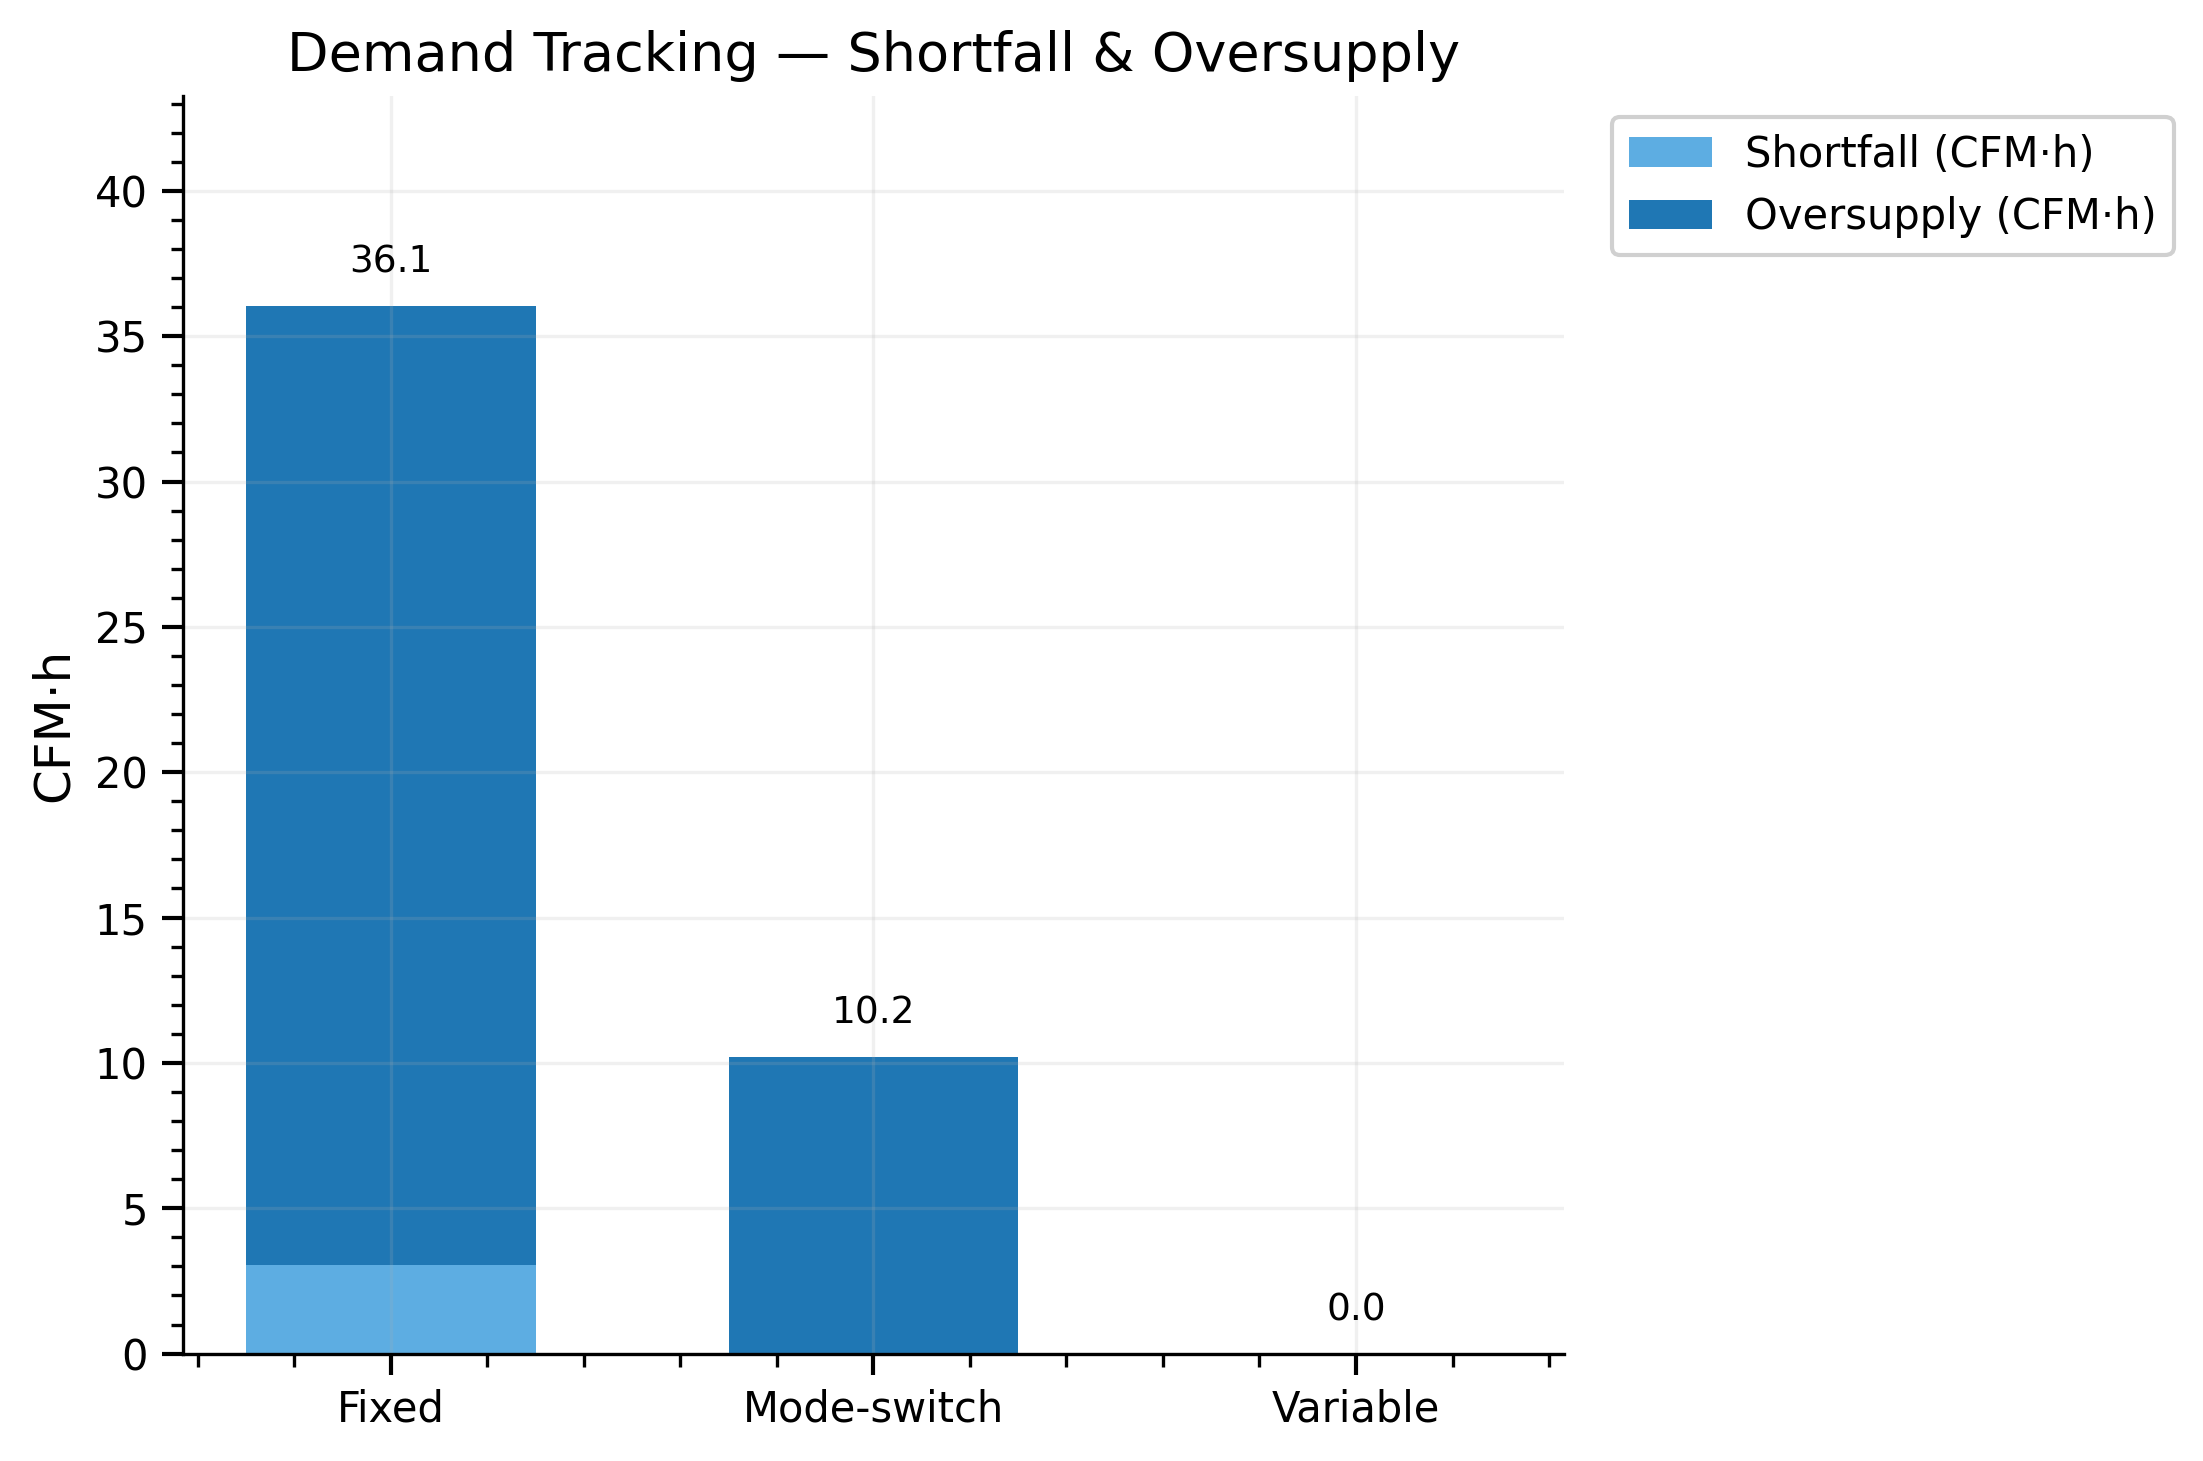 Demand Tracking — Shortfall & Oversupply
Shortfall (CFM·h)
Oversupply (CFM·h)
CFM·h
40
35
30
25
20
15
10
5
0
36.1
10.2
0.0
Fixed
Mode-switch
Variable